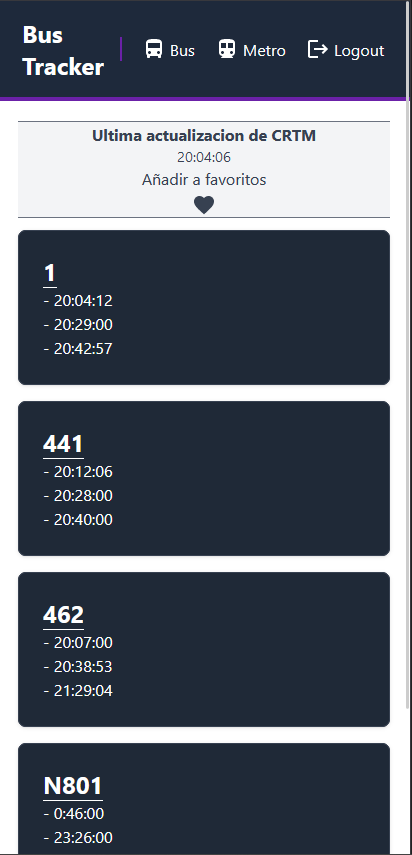 Bus
Tracker
Bus Metro Logout
Ultima actualizacion de CRTM
20:04:06
Añadir a favoritos
1
- 20:04:12
- 20:29:00
- 20:42:57
441
- 20:12:06
- 20:28:00
- 20:40:00
462
- 20:07:00
- 20:38:53
- 21:29:04
N801
- 0:46:00
- 23:26:00